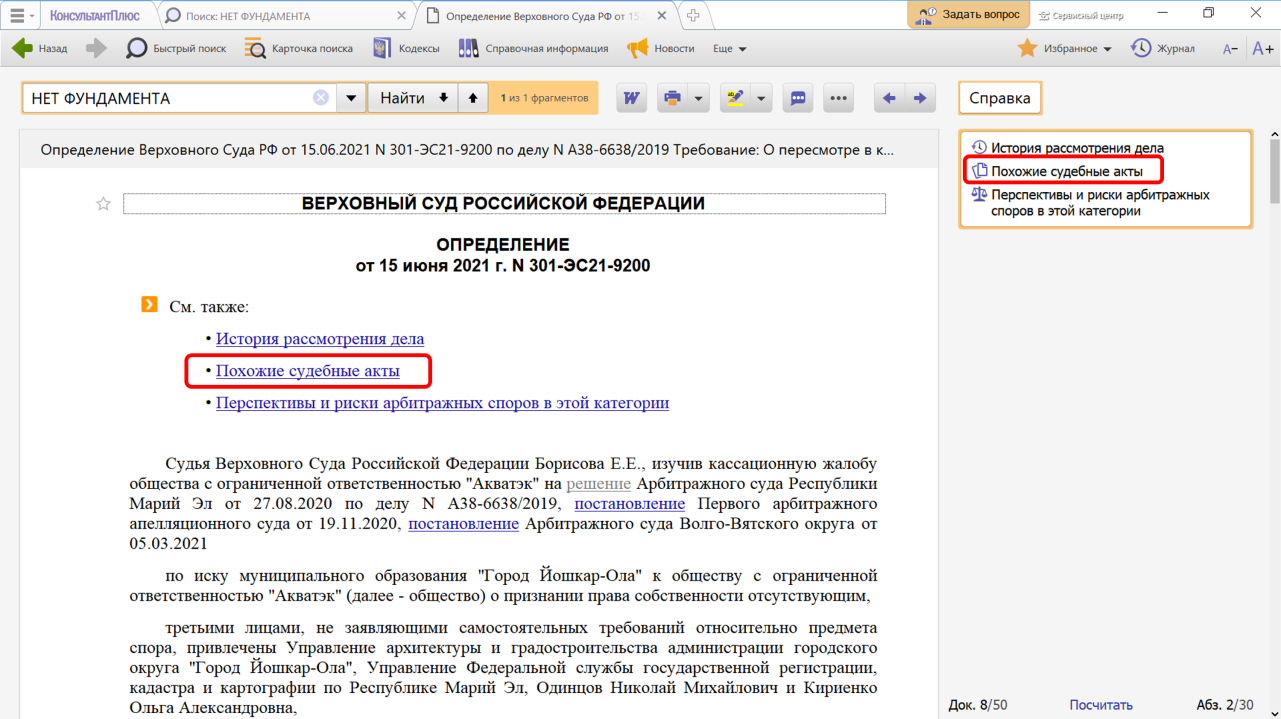 КонсультантПлюс
Поиск: НЕТ ФУНДАМЕНТА
Определение Верховного Суда РФ от 15.
Задать вопрос
Сервисный центр
Назад
Быстрый поиск
Карточка поиска
Кодексы
Справочная информация
Новости
Еще
Избранное
Журнал
A−
A+
НЕТ ФУНДАМЕНТА
Найти
1 из 1 фрагментов
W
Справка
Определение Верховного Суда РФ от 15.06.2021 N 301-ЭС21-9200 по делу N А38-6638/2019 Требование: О пересмотре в к...
История рассмотрения дела
Похожие судебные акты
Перспективы и риски арбитражных
споров в этой категории
ВЕРХОВНЫЙ СУД РОССИЙСКОЙ ФЕДЕРАЦИИ
ОПРЕДЕЛЕНИЕ
от 15 июня 2021 г. N 301-ЭС21-9200
См. также:
• История рассмотрения дела
• Похожие судебные акты
• Перспективы и риски арбитражных споров в этой категории
Судья Верховного Суда Российской Федерации Борисова Е.Е., изучив кассационную жалобу
общества с ограниченной ответственностью "Акватэк" на решение Арбитражного суда Республики
Марий Эл от 27.08.2020 по делу N А38-6638/2019, постановление Первого арбитражного
апелляционного суда от 19.11.2020, постановление Арбитражного суда Волго-Вятского округа от
05.03.2021
по иску муниципального образования "Город Йошкар-Ола" к обществу с ограниченной
ответственностью "Акватэк" (далее - общество) о признании права собственности отсутствующим,
третьими лицами, не заявляющими самостоятельных требований относительно предмета
спора, привлечены Управление архитектуры и градостроительства администрации городского
округа "Город Йошкар-Ола", Управление Федеральной службы государственной регистрации,
кадастра и картографии по Республике Марий Эл, Одинцов Николай Михайлович и Кириенко
Ольга Александровна,
Док. 8/50
Посчитать
Абз. 2/30